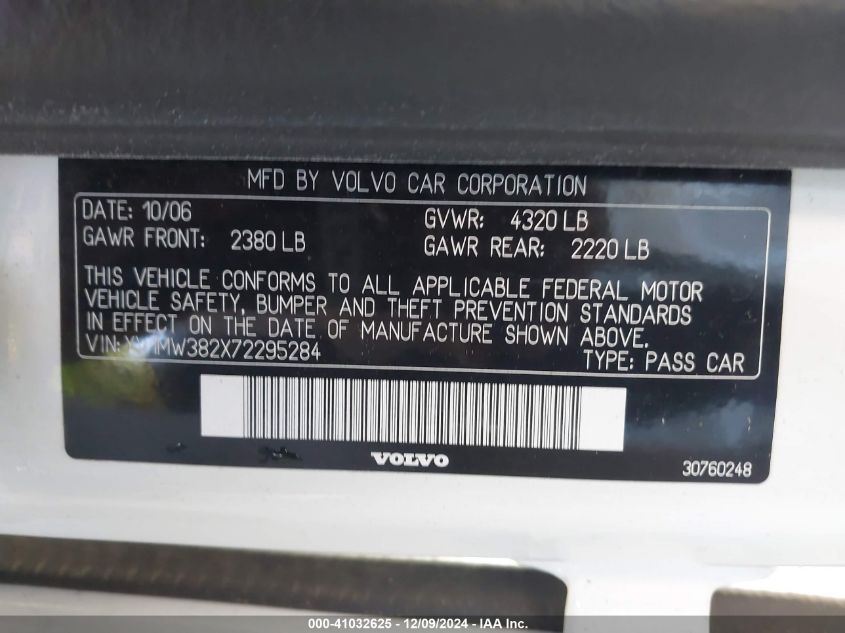 MFD BY VOLVO CAR CORPORATION
DATE: 10/06 GVWR: 4320 LB
GAWR FRONT: 2380 LB GAWR REAR: 2220 LB
THIS VEHICLE CONFORMS TO ALL APPLICABLE FEDERAL MOTOR
VEHICLE SAFETY, BUMPER AND THEFT PREVENTION STANDARDS
IN EFFECT ON THE DATE OF MANUFACTURE SHOWN ABOVE.
VIN: YV1MW382X72295284 TYPE: PASS CAR
VOLVO 30760248
000-41032625 - 12/09/2024 - IAA Inc.